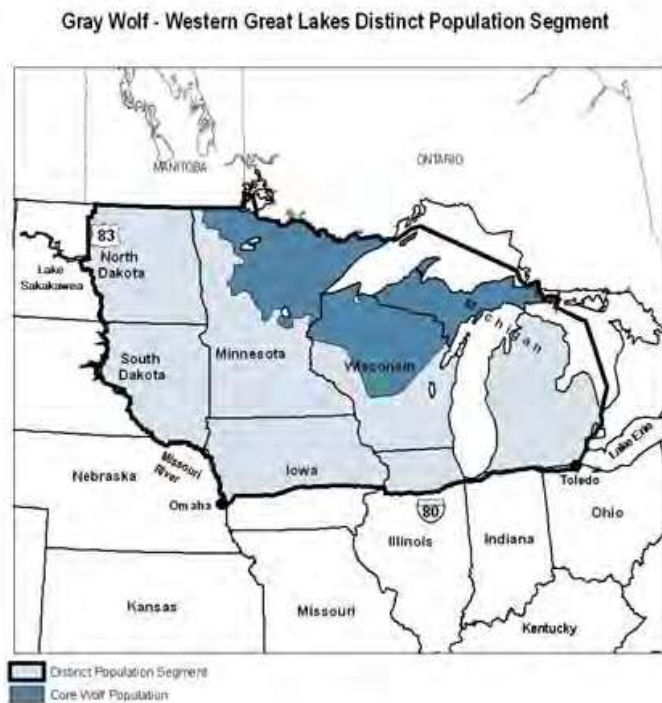 Gray Wolf - Western Great Lakes Distinct Population Segment
MANITOBA
ONTARIO
83
North
Dakota
Lake
Sakakawea
Michigan
South
Dakota
Minnesota
Wisconsin
Lake Erie
Nebraska
Missouri
River
Iowa
Toledo
Omaha
80
Ohio
Illinois
Indiana
Kansas
Missouri
Kentucky
Distinct Population Segment
Core Wolf Population